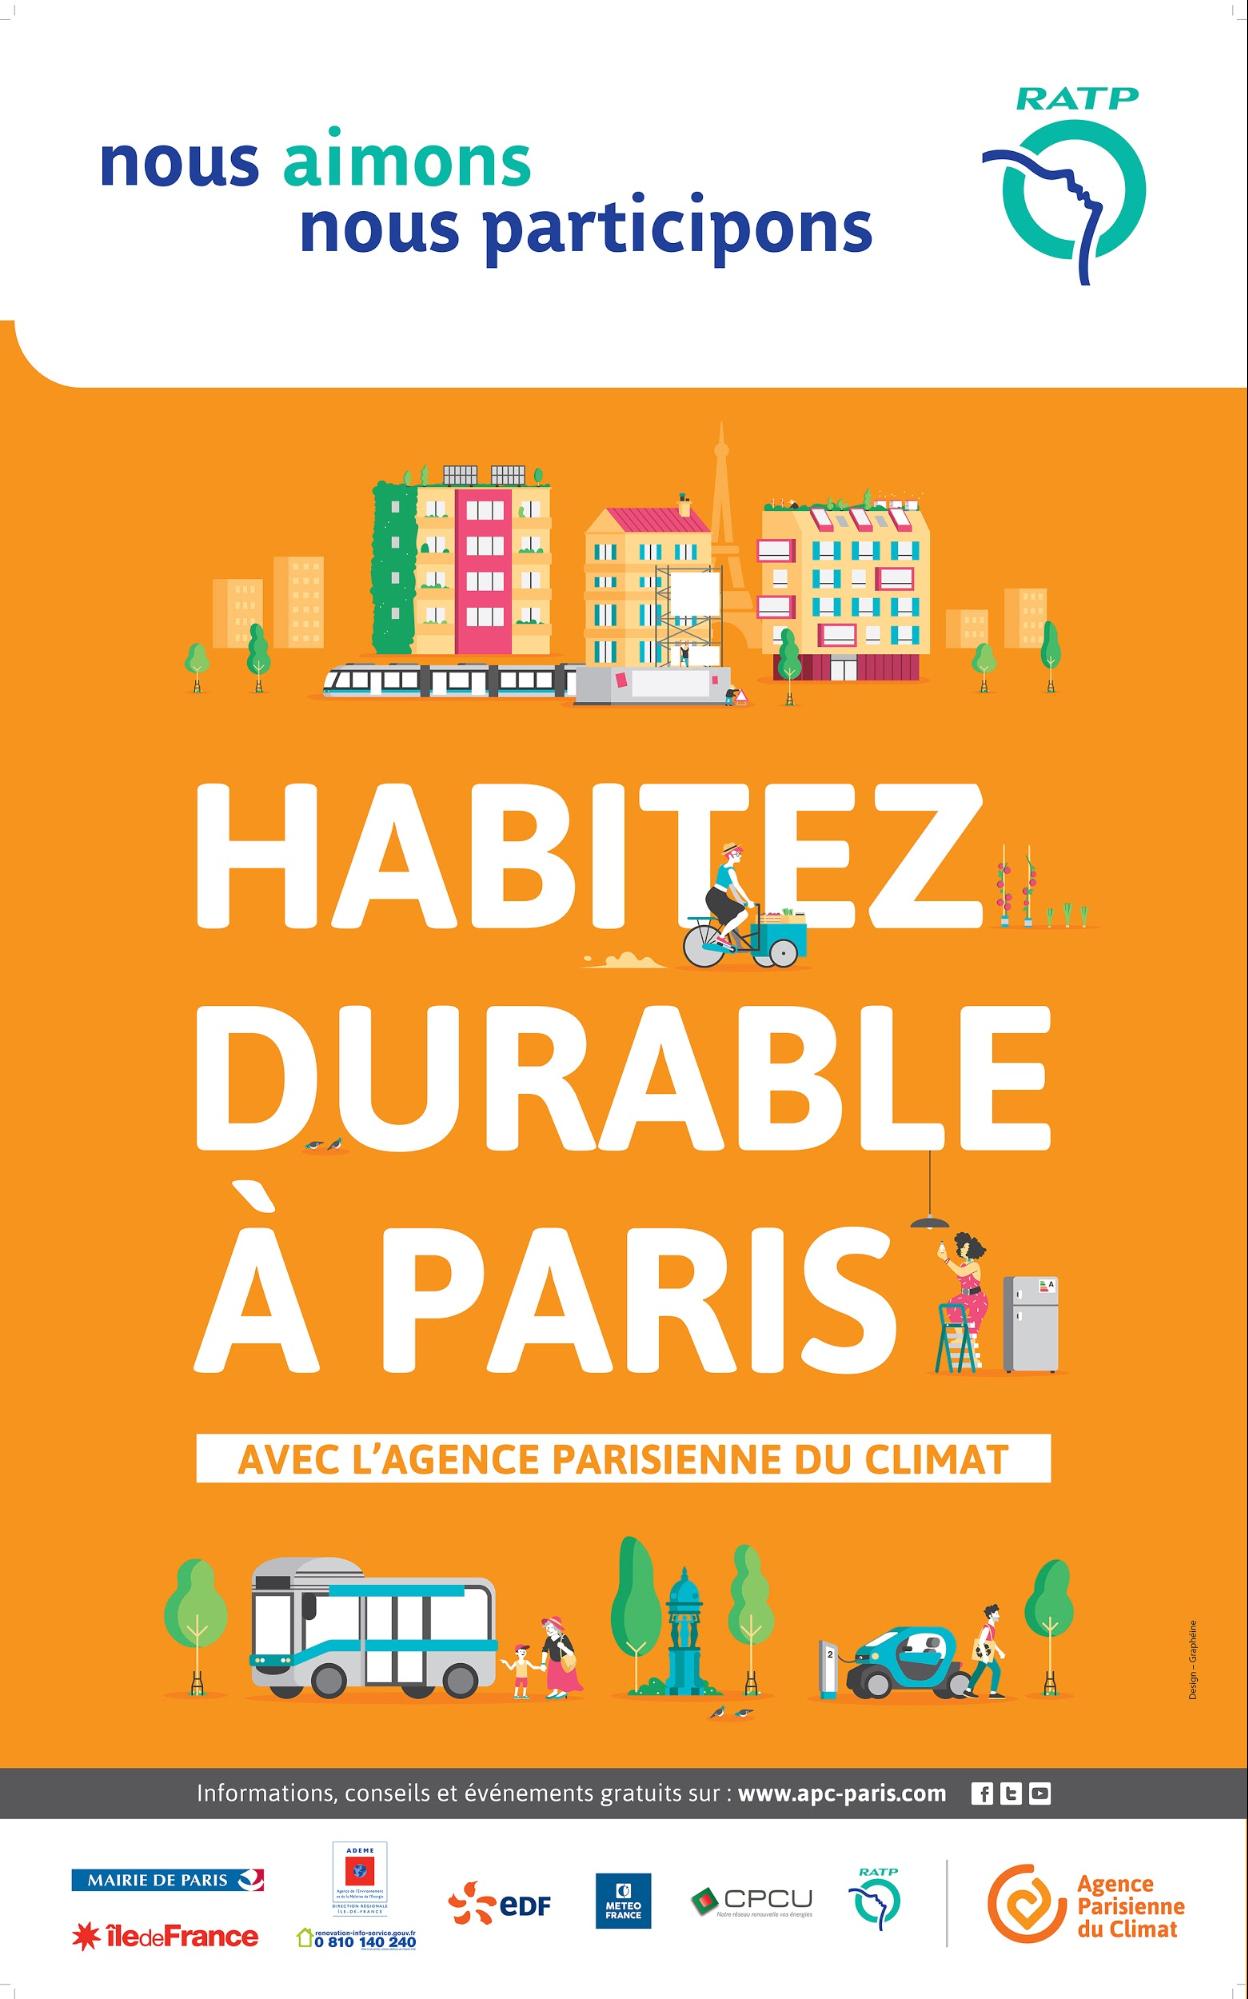 RATP
nous aimons
nous participons
HABITEZ
DURABLE
À PARIS
A
AVEC L'AGENCE PARISIENNE DU CLIMAT
2
Design – Graphéine
Informations, conseils et événements gratuits sur : www.apc-paris.com
MAIRIE DE PARIS
îledeFrance
ADEME
Agence de l'Environnement
et de la Maîtrise de l'Energie
DIRECTION RÉGIONALE
ÎLE-DE-FRANCE
renovation-info-service.gouv.fr
0 810 140 240
eDF
METEO
FRANCE
CPCU
Notre réseau renouvelle vos énergies
RATP
Agence
Parisienne
du Climat